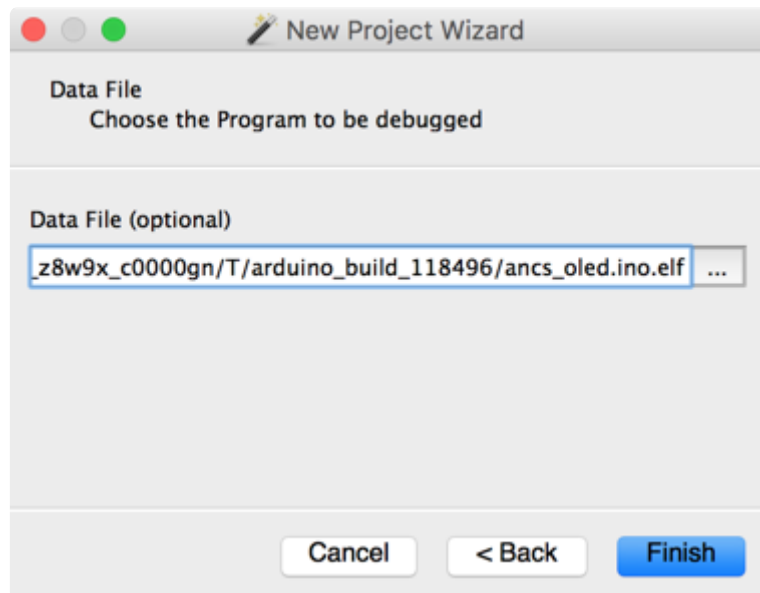 New Project Wizard
Data File
Choose the Program to be debugged
Data File (optional)
_z8w9x_c0000gn/T/arduino_build_118496/ancs_oled.ino.elf ...
Cancel < Back Finish